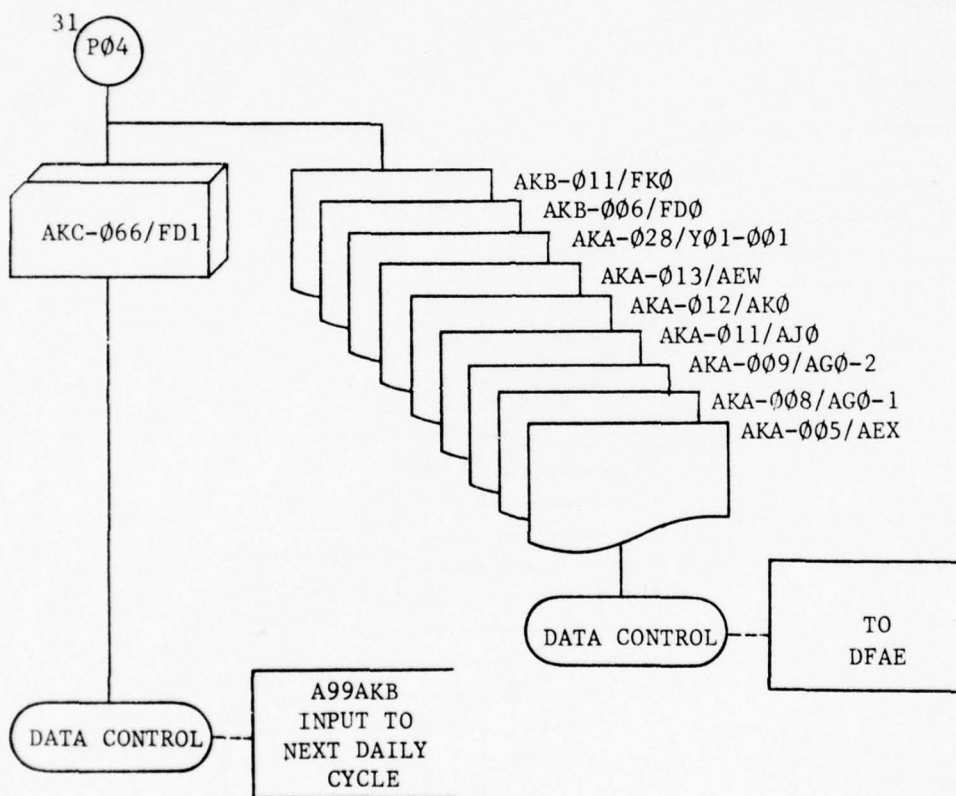 31
PØ4
AKC-Ø66/FD1
AKB-Ø11/FKØ
AKB-ØØ6/FDØ
AKA-Ø28/YØ1-ØØ1
AKA-Ø13/AEW
AKA-Ø12/AKØ
AKA-Ø11/AJØ
AKA-ØØ9/AGØ-2
AKA-ØØ8/AGØ-1
AKA-ØØ5/AEX
DATA CONTROL
TO
DFAE
DATA CONTROL
A99AKB
INPUT TO
NEXT DAILY
CYCLE